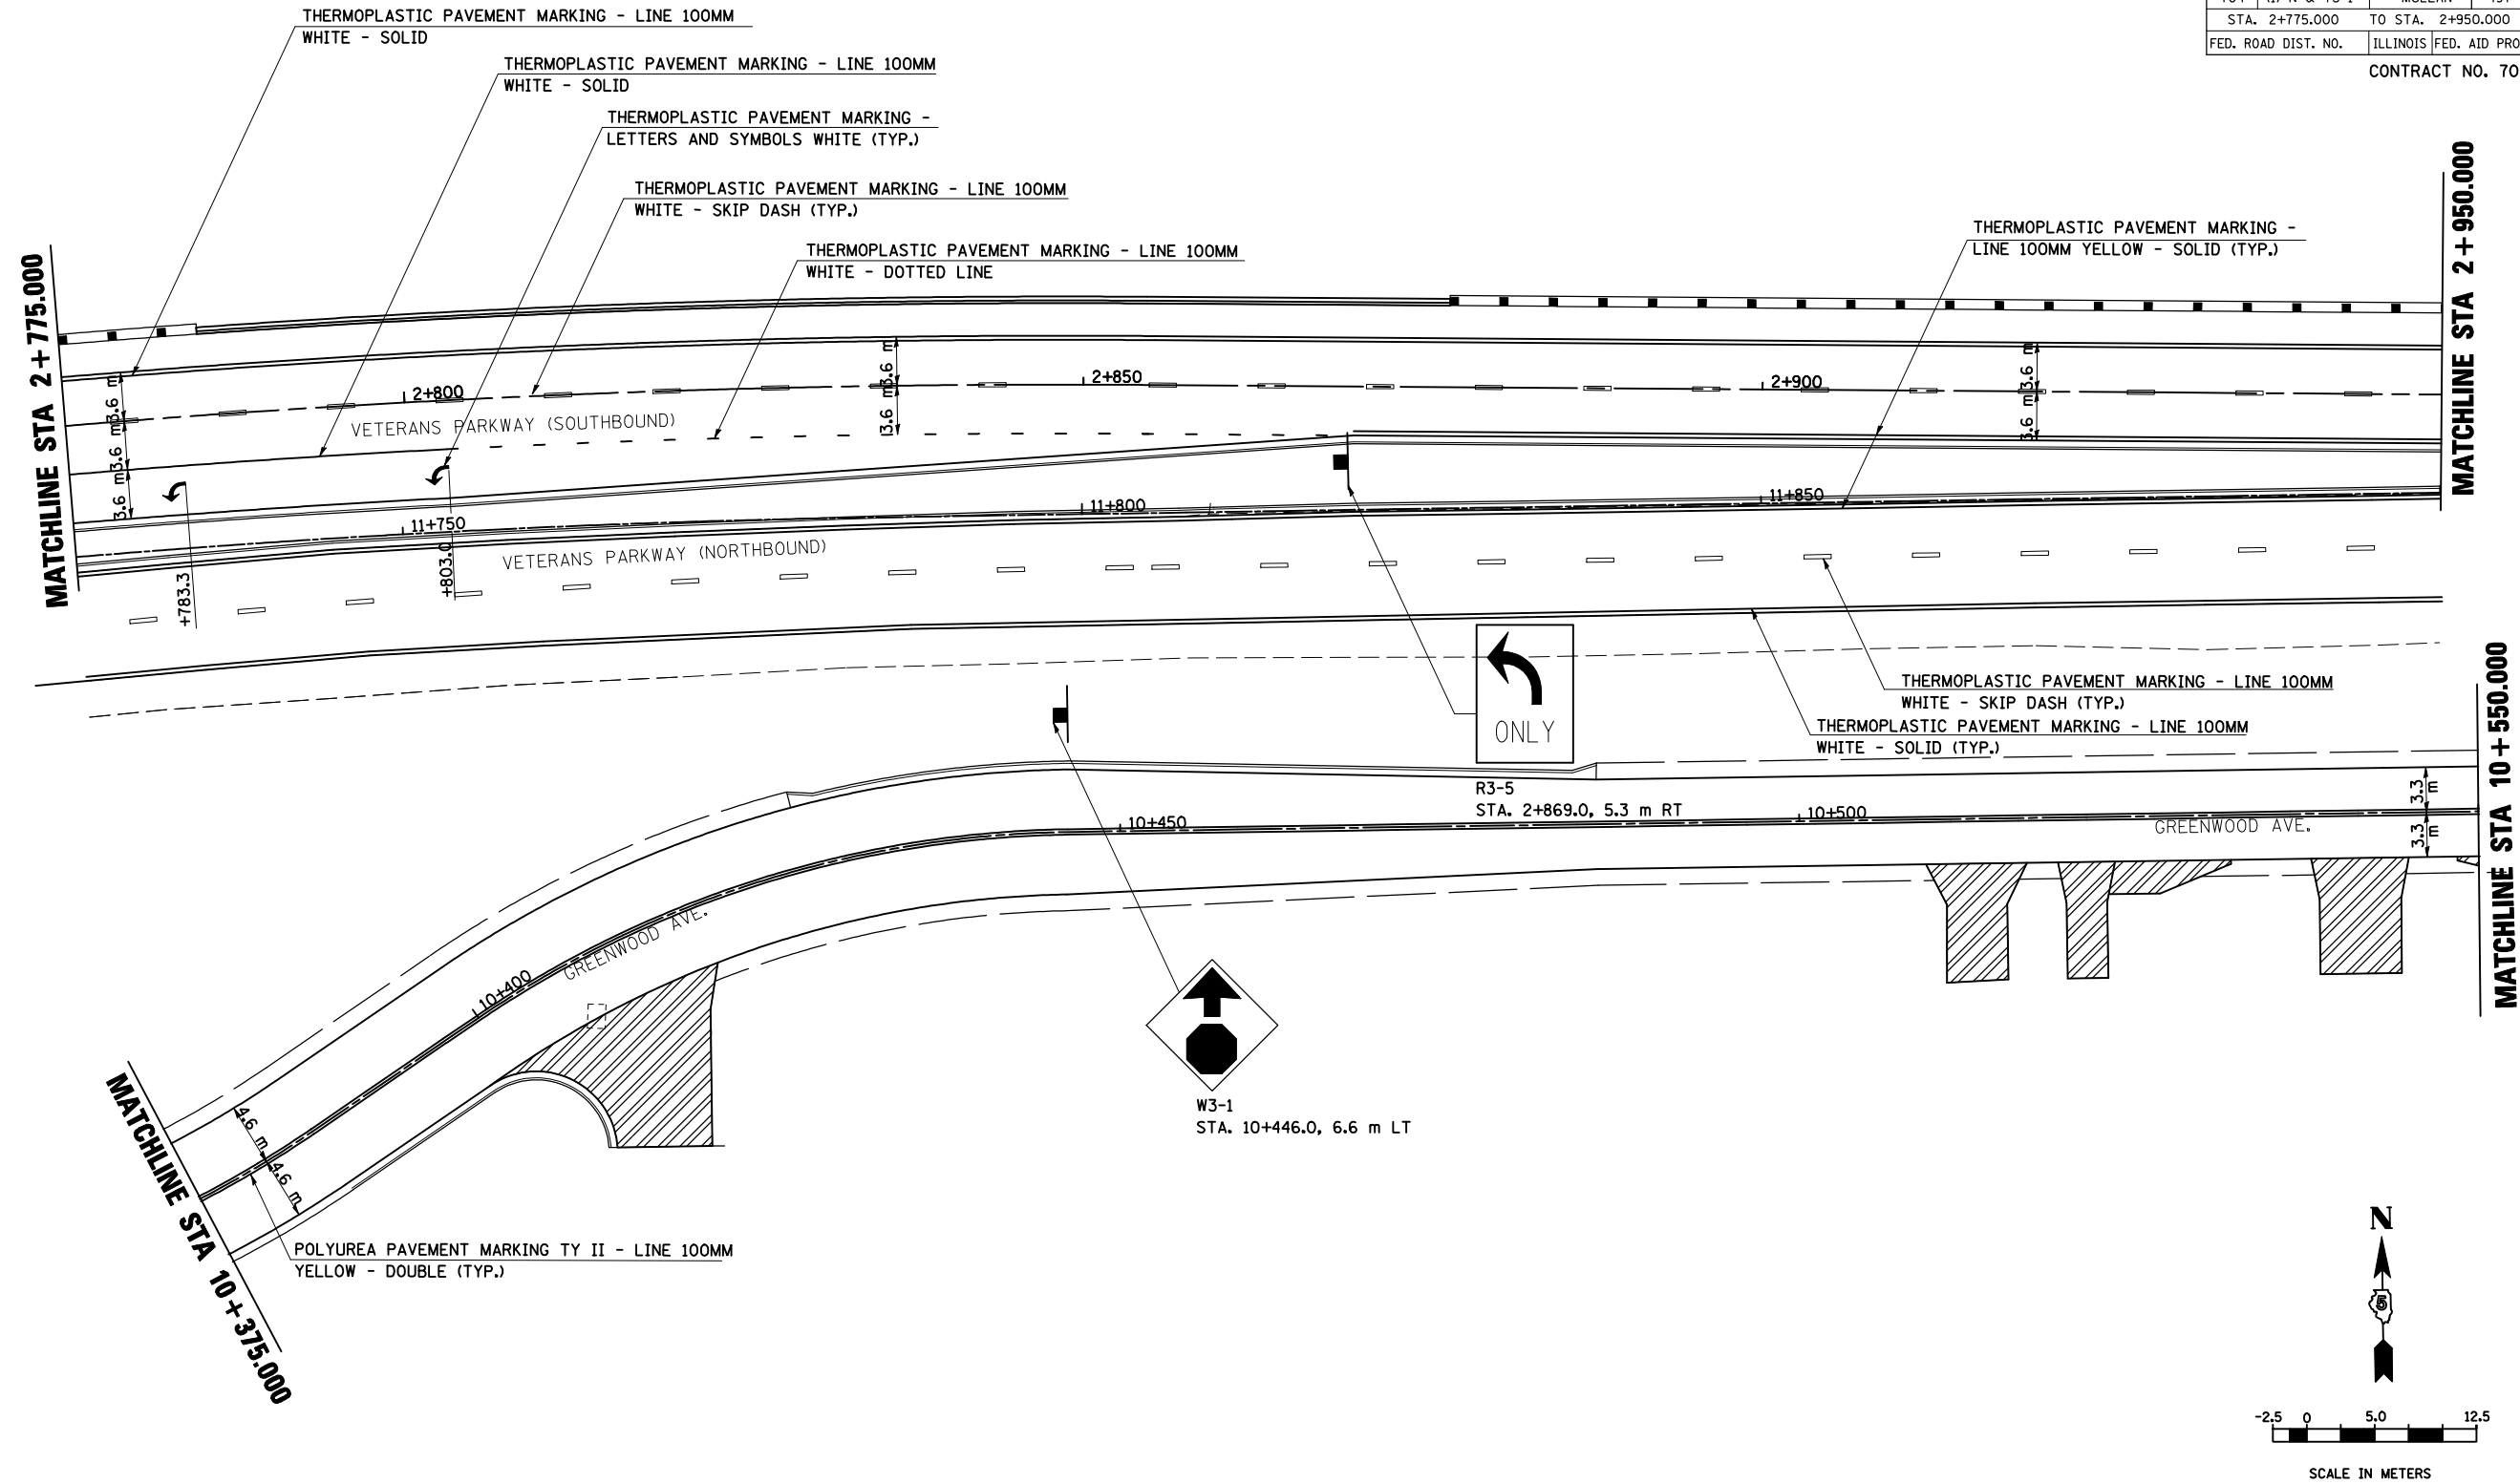 THERMOPLASTIC PAVEMENT MARKING - LINE 100MM
WHITE - SOLID
THERMOPLASTIC PAVEMENT MARKING - LINE 100MM
WHITE - SOLID
THERMOPLASTIC PAVEMENT MARKING -
LETTERS AND SYMBOLS WHITE (TYP.)
THERMOPLASTIC PAVEMENT MARKING - LINE 100MM
WHITE - SKIP DASH (TYP.)
THERMOPLASTIC PAVEMENT MARKING - LINE 100MM
WHITE - DOTTED LINE
THERMOPLASTIC PAVEMENT MARKING -
LINE 100MM YELLOW - SOLID (TYP.)
STA. 2+775.000 TO STA. 2+950.000
FED. ROAD DIST. NO. ILLINOIS FED. AID PRO
CONTRACT NO. 70
MATCHLINE STA 2+775.000
MATCHLINE STA 2+950.000
3.6 m
3.6 m
3.6 m
3.6 m
3.6 m
3.6 m
3.6 m
2+800
2+850
2+900
VETERANS PARKWAY (SOUTHBOUND)
11+750
11+800
11+850
VETERANS PARKWAY (NORTHBOUND)
+783.3
+803.0
ONLY
R3-5
STA. 2+869.0, 5.3 m RT
THERMOPLASTIC PAVEMENT MARKING - LINE 100MM
WHITE - SKIP DASH (TYP.)
THERMOPLASTIC PAVEMENT MARKING - LINE 100MM
WHITE - SOLID (TYP.)
MATCHLINE STA 10+550.000
3.3 m
3.3 m
10+400
10+450
10+500
GREENWOOD AVE.
GREENWOOD AVE.
W3-1
STA. 10+446.0, 6.6 m LT
4.6 m
4.6 m
MATCHLINE STA 10+375.000
POLYUREA PAVEMENT MARKING TY II - LINE 100MM
YELLOW - DOUBLE (TYP.)
N
5
-2.5 0 5.0 12.5
SCALE IN METERS